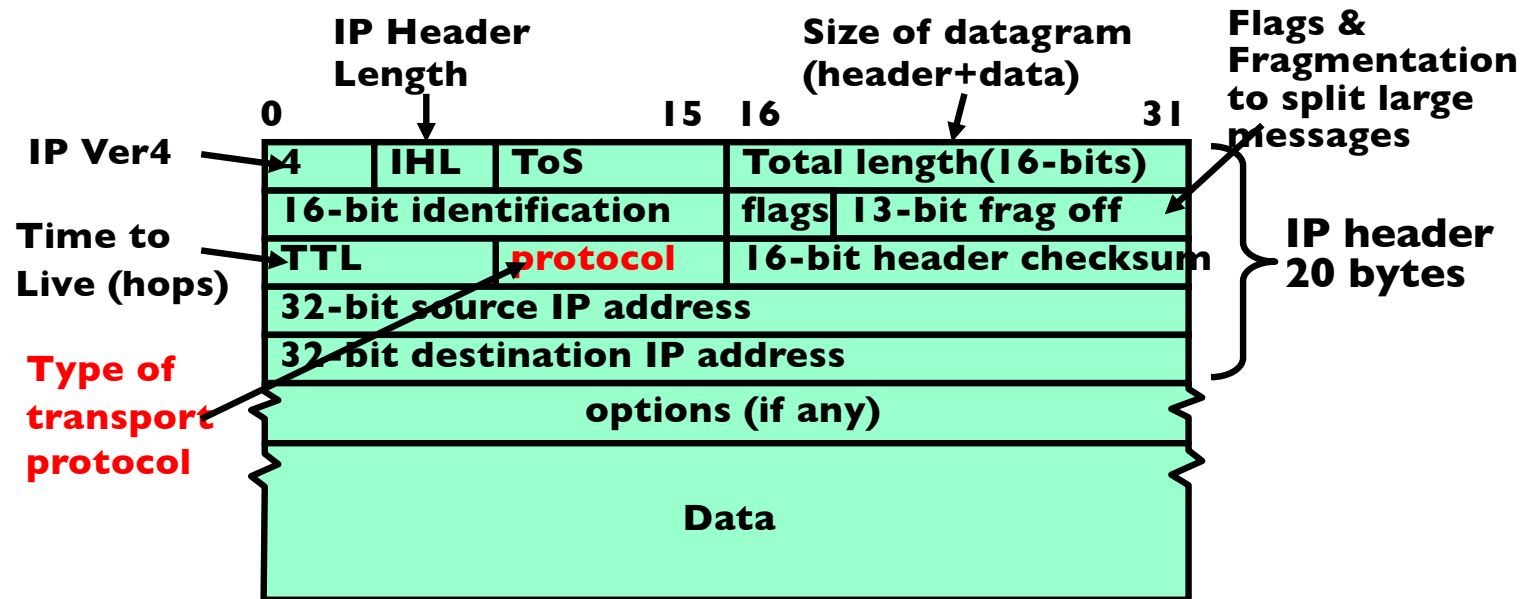 IP Header
Length
Size of datagram
(header+data)
Flags &
Fragmentation
to split large
messages
0
15
16
31
IP Ver4
4
IHL
ToS
Total length(16-bits)
16-bit identification
flags
13-bit frag off
Time to
Live (hops)
TTL
protocol
16-bit header checksum
IP header
20 bytes
32-bit source IP address
32-bit destination IP address
Type of
transport
protocol
options (if any)
Data